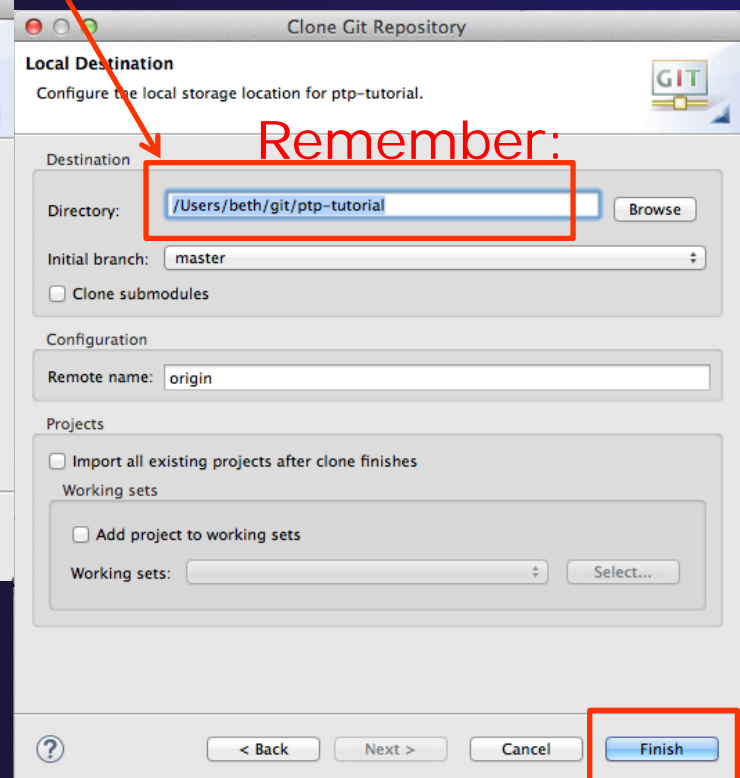 Clone Git Repository
Local Destination
Configure the local storage location for ptp-tutorial.
GIT
Remember:
Destination
Directory: /Users/beth/git/ptp-tutorial Browse
Initial branch: master
Clone submodules
Configuration
Remote name: origin
Projects
Import all existing projects after clone finishes
Working sets
Add project to working sets
Working sets: Select...
? < Back Next > Cancel Finish